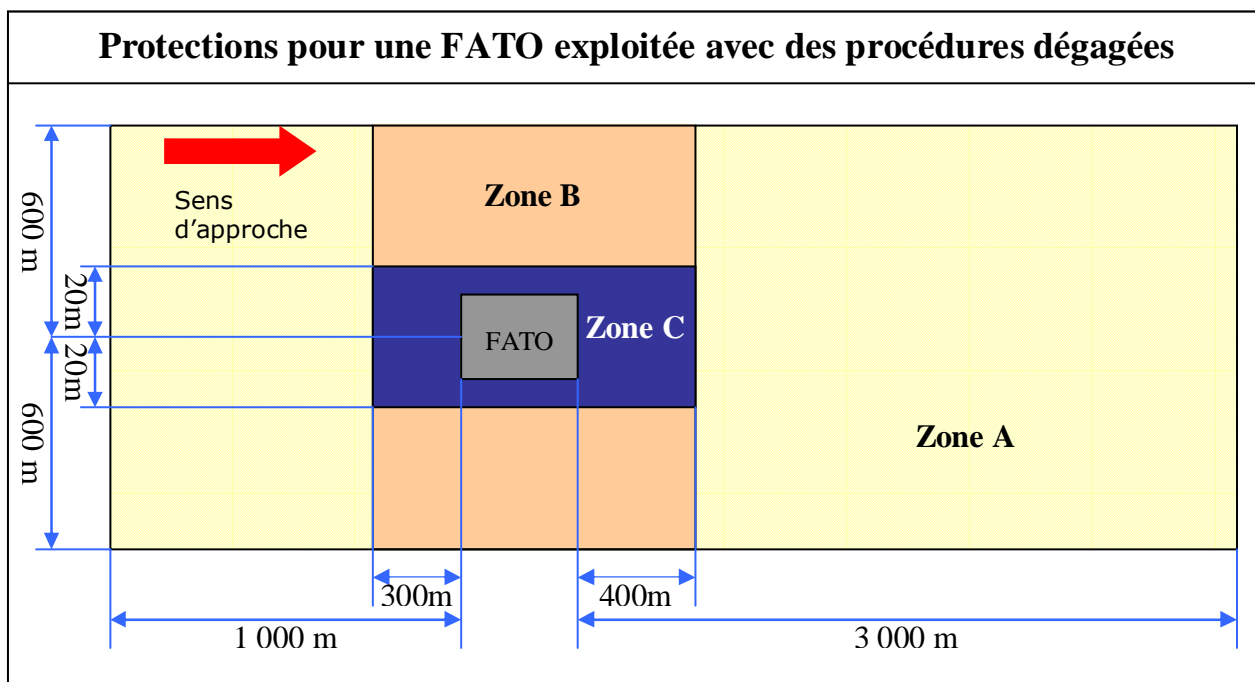 Protections pour une FATO exploitée avec des procédures dégagées
Sens
d’approche
Zone B
600 m
20m
FATO
Zone C
20m
600 m
Zone A
300m
400m
1 000 m
3 000 m